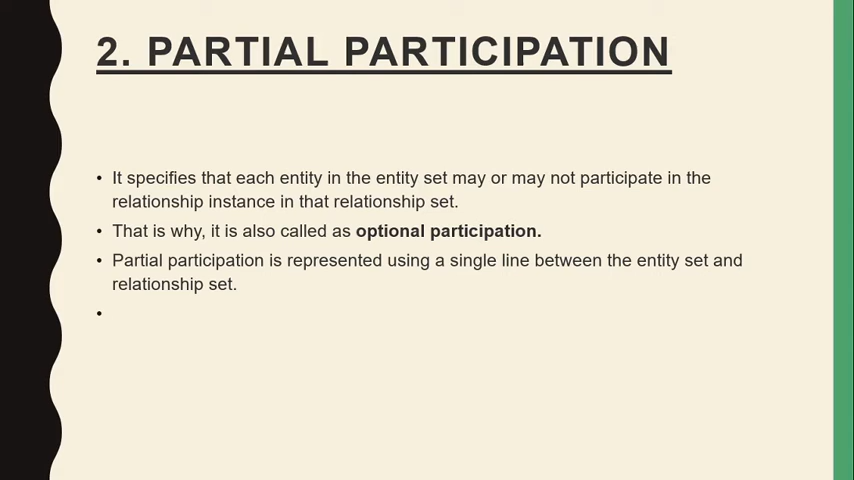 2. PARTIAL PARTICIPATION
• It specifies that each entity in the entity set may or may not participate in the
relationship instance in that relationship set.
• That is why, it is also called as optional participation.
• Partial participation is represented using a single line between the entity set and
relationship set.
•